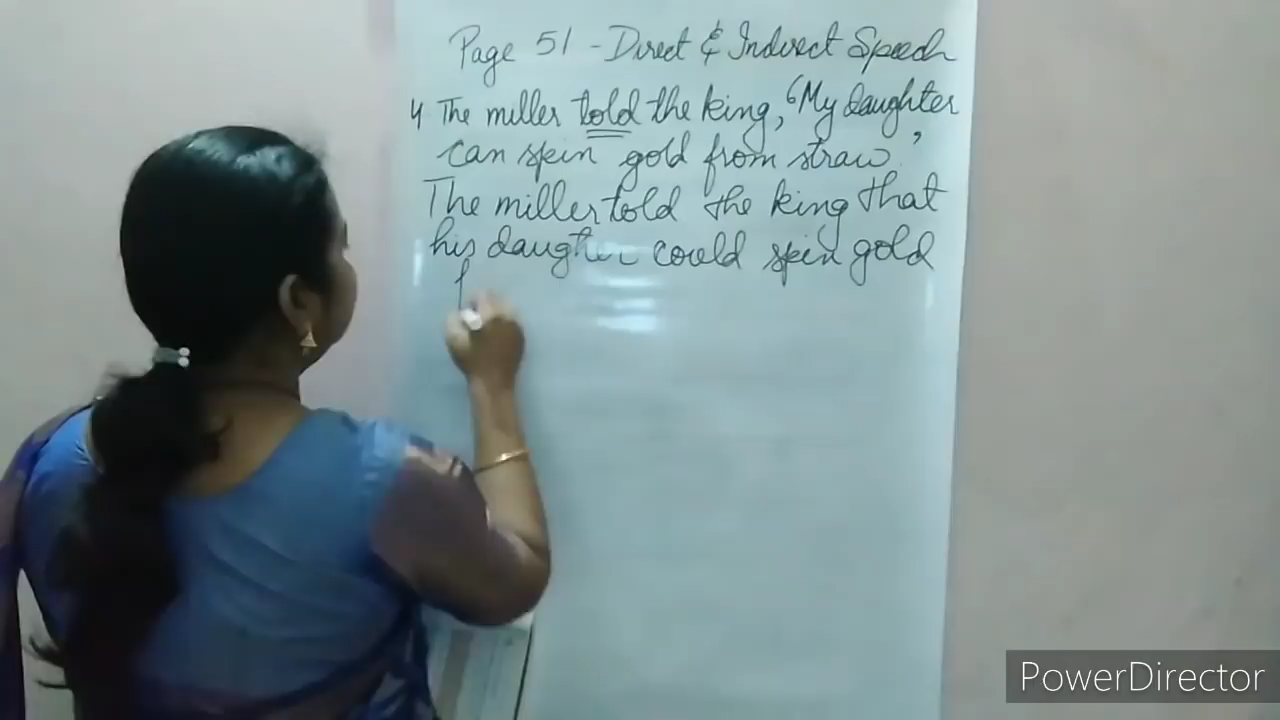 Page 51 - Direct & Indirect Speech
4 The miller told the king, 'My daughter
can spin gold from straw.'
The miller told the king that
his daugther could spin gold
f
PowerDirector